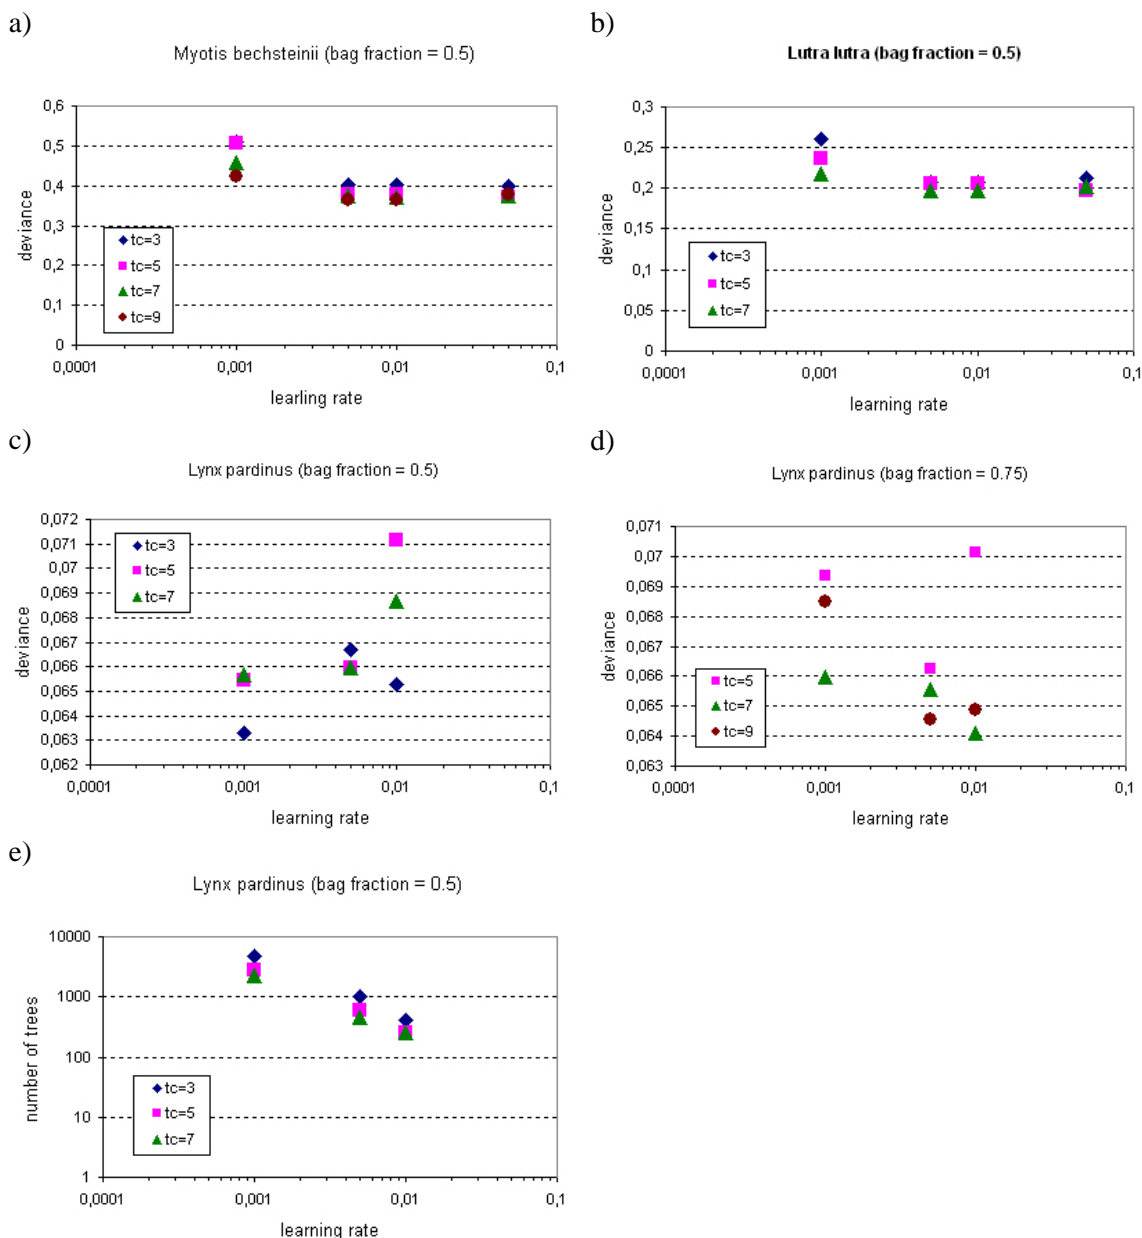 a)
Myotis bechsteinii (bag fraction = 0.5)
0,6
0,5
0,4
0,3
0,2
0,1
0
deviance
tc=3
tc=5
tc=7
tc=9
0,0001
0,001
0,01
0,1
learling rate
b)
Lutra lutra (bag fraction = 0.5)
0,3
0,25
0,2
0,15
0,1
0,05
0
deviance
tc=3
tc=5
tc=7
0,0001
0,001
0,01
0,1
learning rate
c)
Lynx pardinus (bag fraction = 0.5)
0,072
0,071
0,07
0,069
0,068
0,067
0,066
0,065
0,064
0,063
0,062
deviance
tc=3
tc=5
tc=7
0,0001
0,001
0,01
0,1
learning rate
d)
Lynx pardinus (bag fraction = 0.75)
0,071
0,07
0,069
0,068
0,067
0,066
0,065
0,064
0,063
deviance
tc=5
tc=7
tc=9
0,0001
0,001
0,01
0,1
learning rate
e)
Lynx pardinus (bag fraction = 0.5)
10000
1000
100
10
1
number of trees
tc=3
tc=5
tc=7
0,0001
0,001
0,01
0,1
learning rate